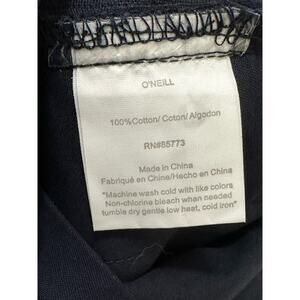 O'NEILL
100%Cotton/ Coton/ Algodon
RN#85773
Made in China
Fabriqué en Chine/Hecho en China
"Machine wash cold with like colors
Non-chlorine bleach when needed
tumble dry gentle low heat, cold iron"